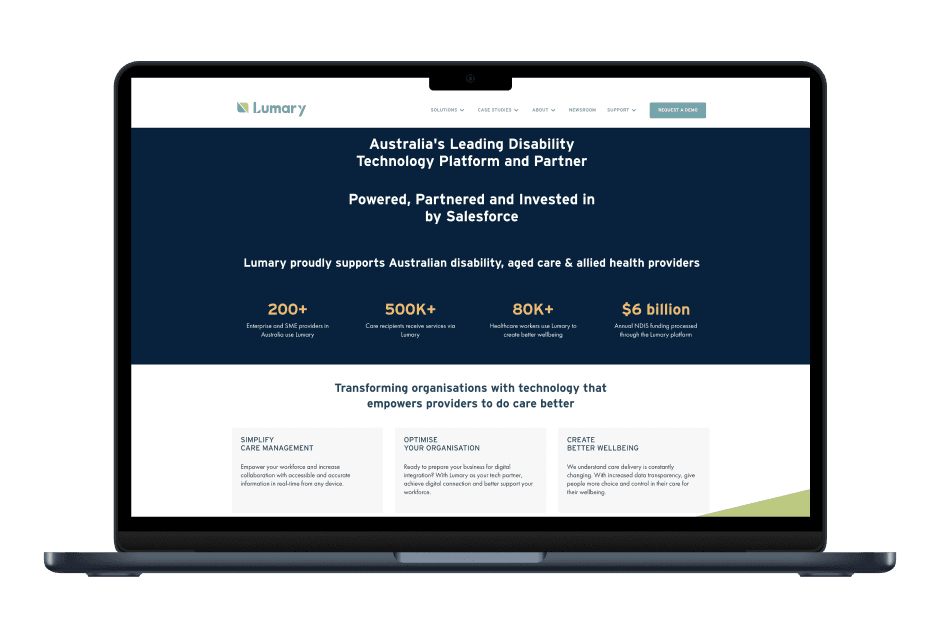 Lumary
SOLUTIONS
CASE STUDIES
ABOUT
NEWSROOM
SUPPORT
REQUEST A DEMO
Australia's Leading Disability
Technology Platform and Partner
Powered, Partnered and Invested in
by Salesforce
Lumary proudly supports Australian disability, aged care & allied health providers
200+
Enterprise and SME providers in
Australia use Lumary
500K+
Care recipients receive services via
Lumary
80K+
Healthcare workers use Lumary to
create better wellbeing
$6 billion
Annual NDIS funding processed
through the Lumary platform
Transforming organisations with technology that
empowers providers to do care better
SIMPLIFY
CARE MANAGEMENT
Empower your workforce and increase
collaboration with accessible and accurate
information in real-time from any device.
OPTIMISE
YOUR ORGANISATION
Ready to prepare your business for digital
integration? With Lumary as your tech partner,
achieve digital connection and better support your
workforce.
CREATE
BETTER WELLBEING
We understand care delivery is constantly
changing. With increased data transparency, give
people more choice and control in their care for
their wellbeing.